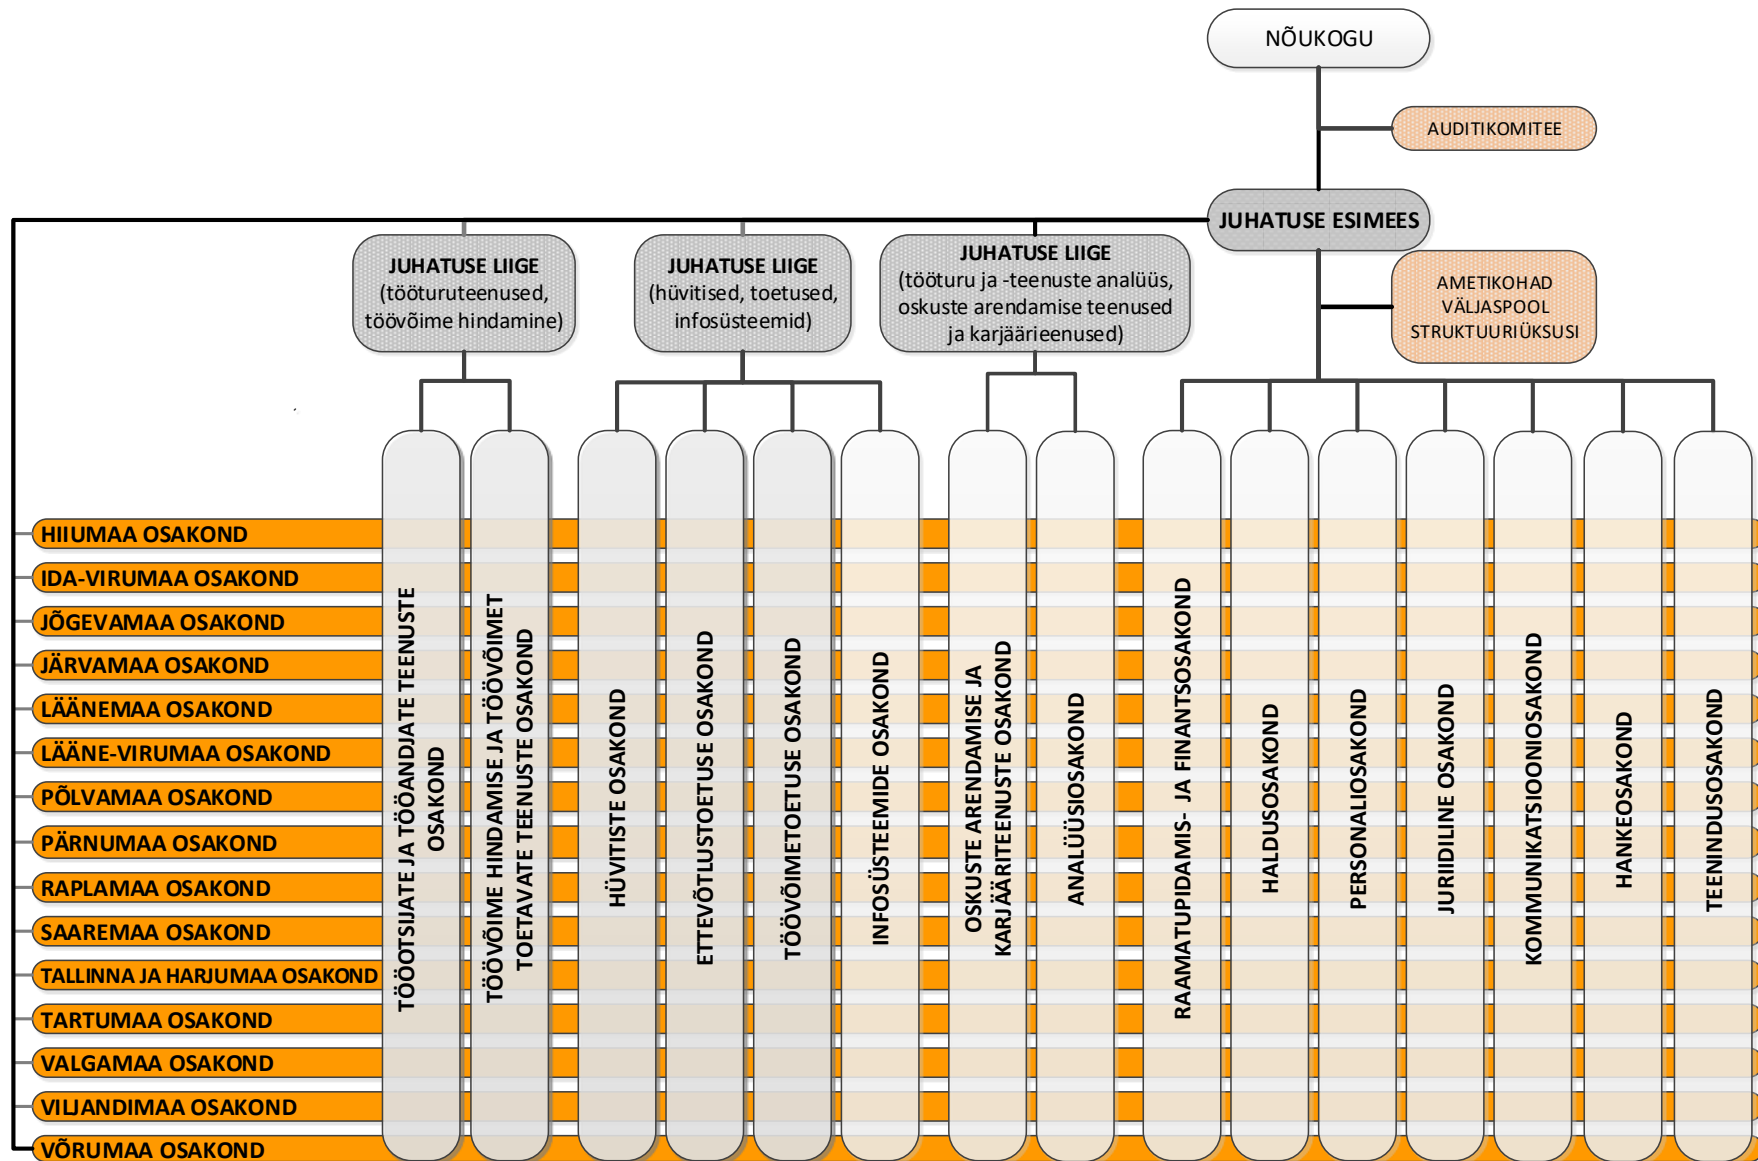 NÕUKOGU
AUDITIKOMITEE
JUHATUSE ESIMEES
JUHATUSE LIIGE
(tööturuteenused,
töövõime hindamine)
JUHATUSE LIIGE
(hüvitised, toetused,
infosüsteemid)
JUHATUSE LIIGE
(tööturu ja -teenuste analüüs,
oskuste arendamise teenused
ja karjäärieenused)
AMETIKOHAD
VÄLJASPOOL
STRUKTUURIÜKSUSI
HIIUMAA OSAKOND
IDA-VIRUMAA OSAKOND
JÕGEVAMAA OSAKOND
JÄRVAMAA OSAKOND
LÄÄNEMAA OSAKOND
LÄÄNE-VIRUMAA OSAKOND
PÕLVAMAA OSAKOND
PÄRNUMAA OSAKOND
RAPLAMAA OSAKOND
SAAREMAA OSAKOND
TALLINNA JA HARJUMAA OSAKOND
TARTUMAA OSAKOND
VALGAMAA OSAKOND
VILJANDIMAA OSAKOND
VÕRUMAA OSAKOND
TÖÖOTSIJATE JA TÖÖANDJATE TEENUSTE
OSAKOND
TÖÖVÕIME HINDAMISE JA TÖÖVÕIMET
TOETAVATE TEENUSTE OSAKOND
HÜVITISTE OSAKOND
ETTEVÕTLUSTOETUSE OSAKOND
TÖÖVÕIMETOETUSE OSAKOND
INFOSÜSTEEMIDE OSAKOND
OSKUSTE ARENDAMISE JA
KARJÄÄRITEENUSTE OSAKOND
ANALÜÜSIOSAKOND
RAAMATUPIDAMIS- JA FINANTSOSAKOND
HALDUSOSAKOND
PERSONALIOSAKOND
JURIIDILINE OSAKOND
KOMMUNIKATSIOONIOSAKOND
HANKEOSAKOND
TEENINDUSOSAKOND